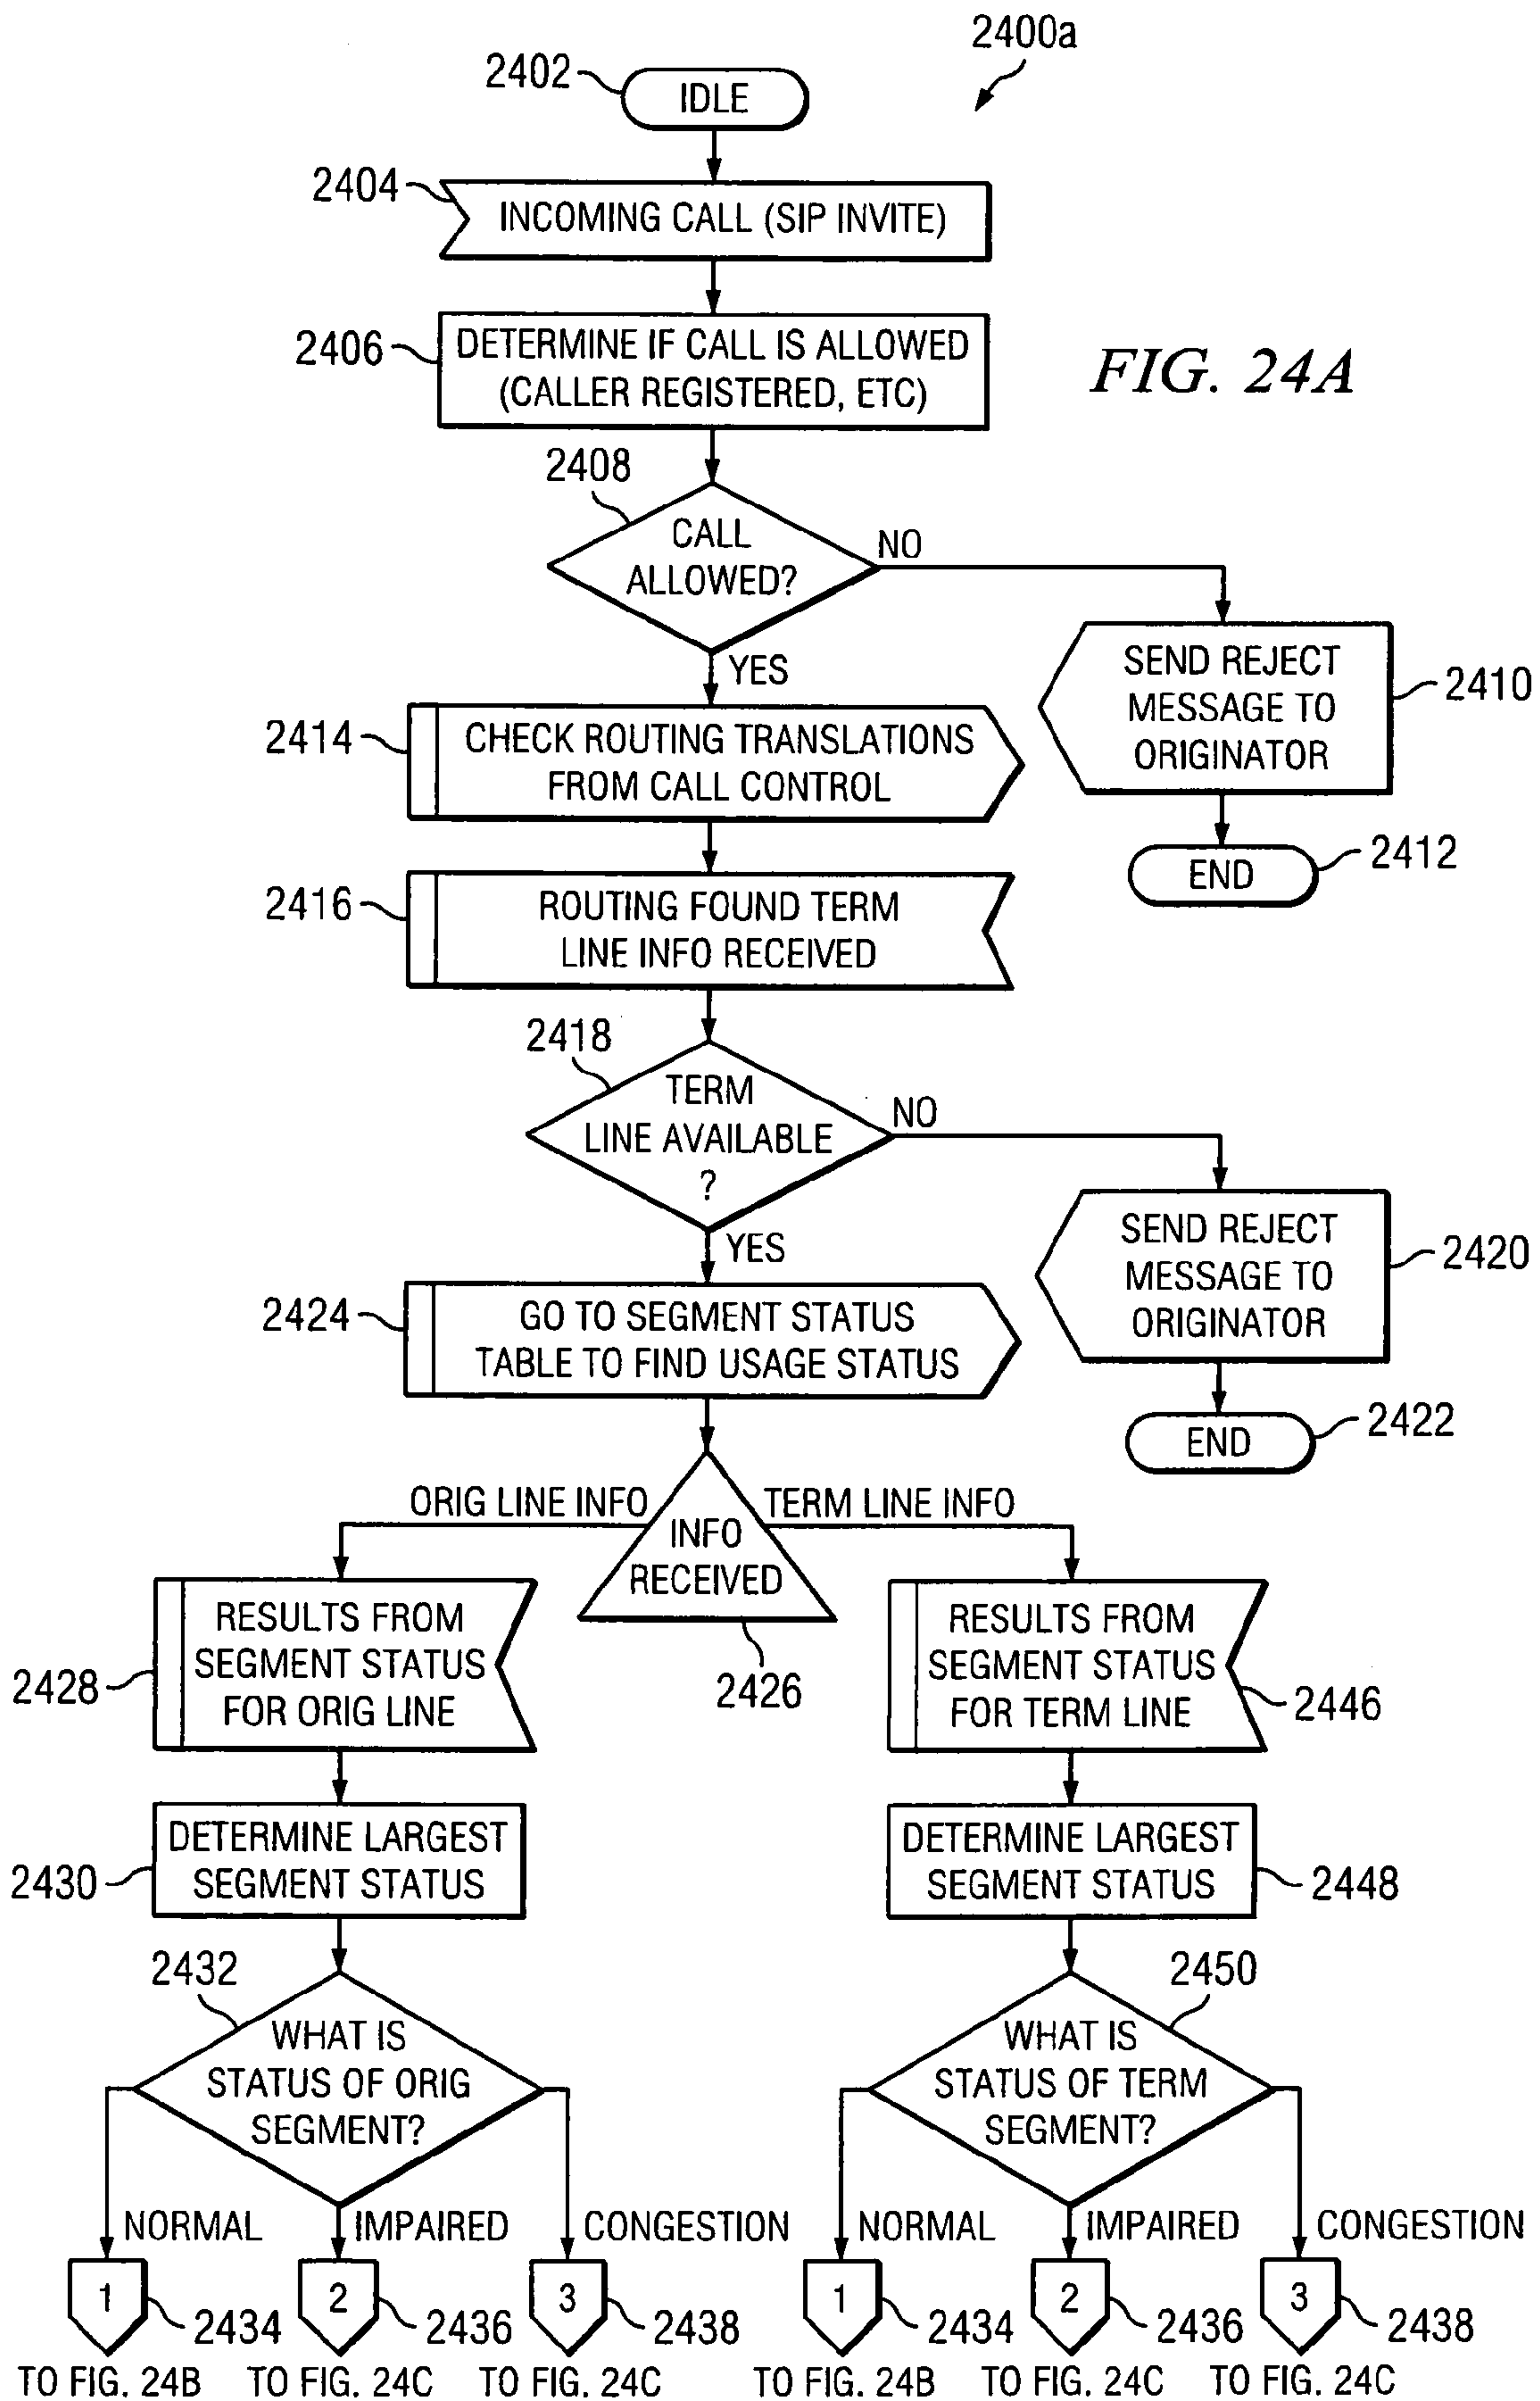 2400a
2402
IDLE
2404
INCOMING CALL (SIP INVITE)
2406
DETERMINE IF CALL IS ALLOWED
(CALLER REGISTERED, ETC)
FIG. 24A
2408
CALL
ALLOWED?
NO
YES
SEND REJECT
MESSAGE TO
ORIGINATOR
2410
2414
CHECK ROUTING TRANSLATIONS
FROM CALL CONTROL
END
2412
2416
ROUTING FOUND TERM
LINE INFO RECEIVED
2418
TERM
LINE AVAILABLE
?
NO
YES
SEND REJECT
MESSAGE TO
ORIGINATOR
2420
2424
GO TO SEGMENT STATUS
TABLE TO FIND USAGE STATUS
END
2422
ORIG LINE INFO
TERM LINE INFO
INFO
RECEIVED
2426
RESULTS FROM
SEGMENT STATUS
FOR ORIG LINE
2428
RESULTS FROM
SEGMENT STATUS
FOR TERM LINE
2446
DETERMINE LARGEST
SEGMENT STATUS
2430
DETERMINE LARGEST
SEGMENT STATUS
2448
2432
WHAT IS
STATUS OF ORIG
SEGMENT?
2450
WHAT IS
STATUS OF TERM
SEGMENT?
NORMAL
IMPAIRED
CONGESTION
NORMAL
IMPAIRED
CONGESTION
1
2434
2
2436
3
2438
1
2434
2
2436
3
2438
TO FIG. 24B
TO FIG. 24C
TO FIG. 24C
TO FIG. 24B
TO FIG. 24C
TO FIG. 24C